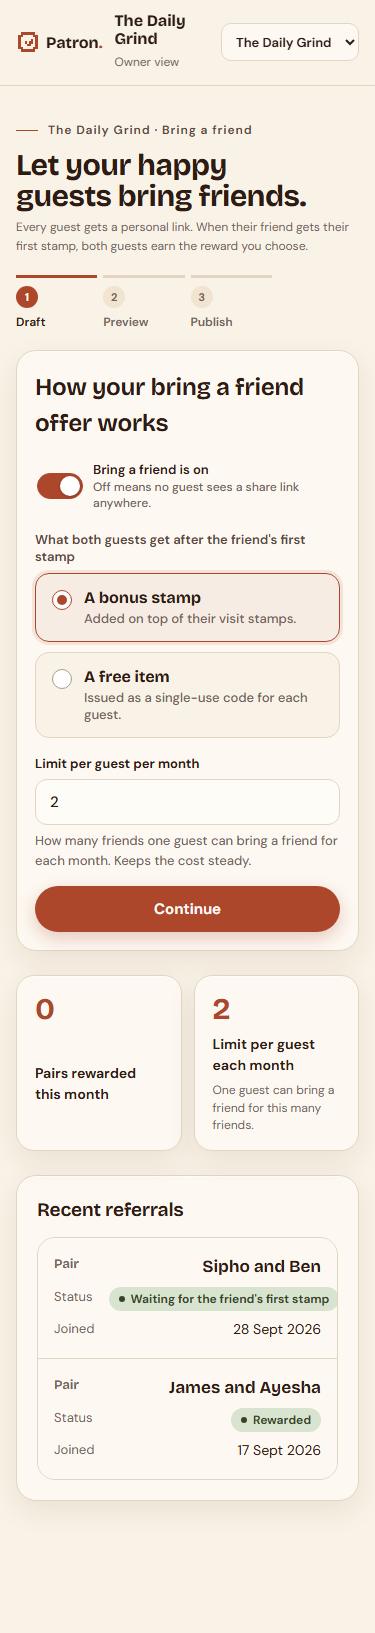 Patron.
The Daily
Grind
Owner view
The Daily Grind
The Daily Grind · Bring a friend
Let your happy
guests bring friends.
Every guest gets a personal link. When their friend gets their
first stamp, both guests earn the reward you choose.
1
Draft
2
Preview
3
Publish
How your bring a friend
offer works
Bring a friend is on
Off means no guest sees a share link
anywhere.
What both guests get after the friend's first
stamp
A bonus stamp
Added on top of their visit stamps.
A free item
Issued as a single-use code for each
guest.
Limit per guest per month
2
How many friends one guest can bring a friend for
each month. Keeps the cost steady.
Continue
0
Pairs rewarded
this month
2
Limit per guest
each month
One guest can bring a
friend for this many
friends.
Recent referrals
Pair Sipho and Ben
Status Waiting for the friend's first stamp
Joined 28 Sept 2026
Pair James and Ayesha
Status Rewarded
Joined 17 Sept 2026